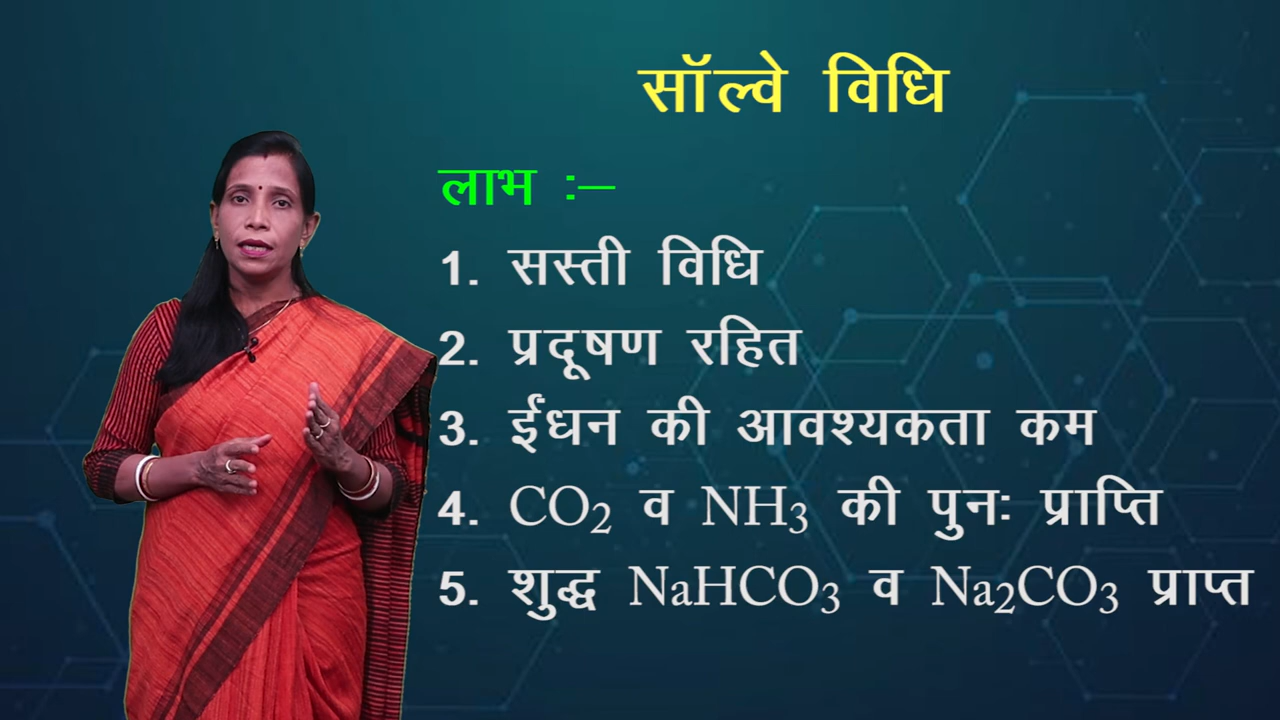 सॉल्वे विधि
लाभ :–
1. सस्ती विधि
2. प्रदूषण रहित
3. ईंधन की आवश्यकता कम
4. CO₂ व NH₃ की पुनः प्राप्ति
5. शुद्ध NaHCO₃ व Na₂CO₃ प्राप्त